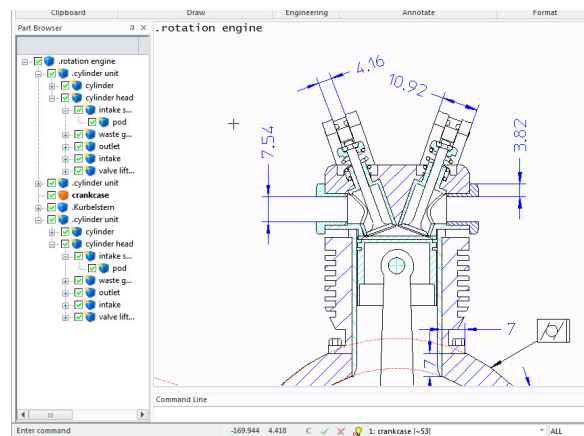 Clipboard
Draw
Engineering
Annotate
Format
Part Browser
.rotation engine
.rotation engine
.cylinder unit
cylinder
cylinder head
intake s...
pod
waste g...
outlet
intake
valve lift...
.cylinder unit
crankcase
.Kurbelstern
.cylinder unit
cylinder
cylinder head
intake s...
pod
waste g...
outlet
intake
valve lift...
4.16
10.92
7.54
3.82
7
7
Command Line
Enter command
-169.944 4.418
C
1: crankcase [~53]
ALL